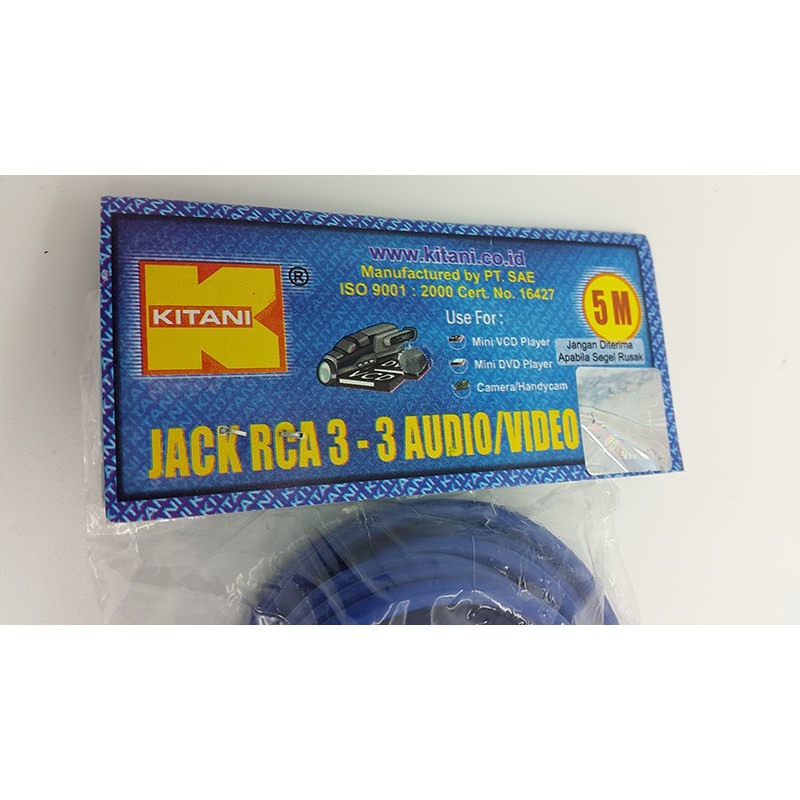 www.kitani.co.id
Manufactured by PT. SAE
ISO 9001 : 2000 Cert. No. 16427
KITANI®
5 M
Use For :
Mini VCD Player
Mini DVD Player
Camera/Handycam
Jangan Diterima
Apabila Segel Rusak
JACK RCA 3 - 3 AUDIO/VIDEO